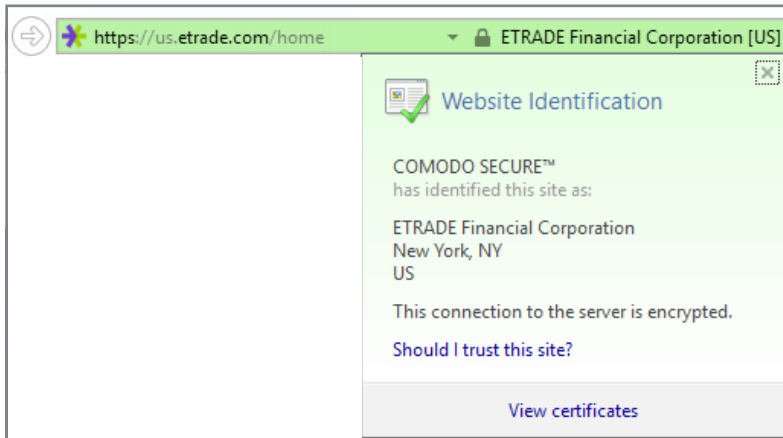 https://us.etrade.com/home ETRADE Financial Corporation [US]
Website Identification
COMODO SECURE™
has identified this site as:
ETRADE Financial Corporation
New York, NY
US
This connection to the server is encrypted.
Should I trust this site?
View certificates